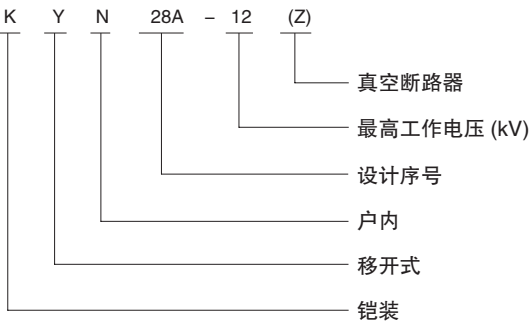 K Y N 28A – 12 (Z)
真空断路器
最高工作电压 (kV)
设计序号
户内
移开式
铠装